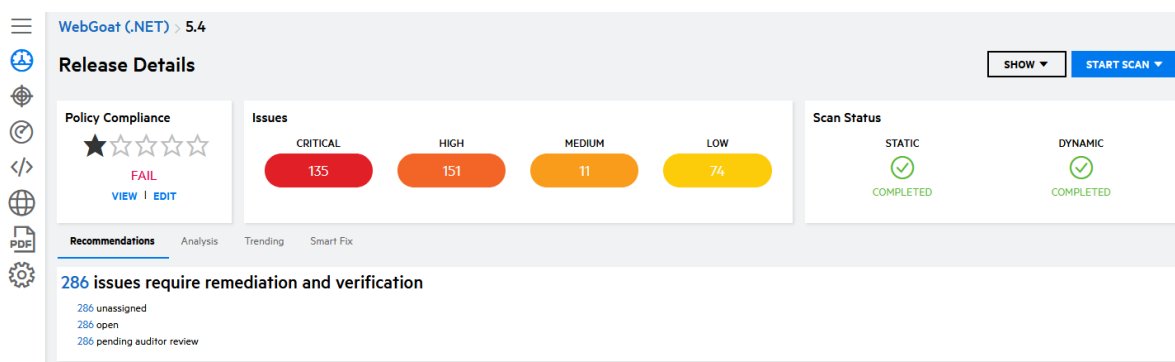 WebGoat (.NET) > 5.4
Release Details
SHOW ▼
START SCAN ▼
Policy Compliance
FAIL
VIEW | EDIT
Issues
CRITICAL HIGH MEDIUM LOW
135 151 11 74
Scan Status
STATIC DYNAMIC
COMPLETED COMPLETED
Recommendations Analysis Trending Smart Fix
286 issues require remediation and verification
286 unassigned
286 open
286 pending auditor review
PDF